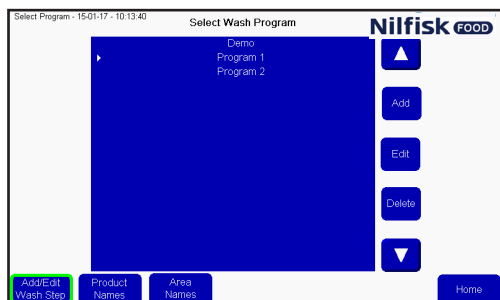 Select Program - 15-01-17 - 10:13:40
Select Wash Program
Nilfisk FOOD
Demo
Program 1
Program 2
Add
Edit
Delete
Add/Edit
Wash Step
Product
Names
Area
Names
Home